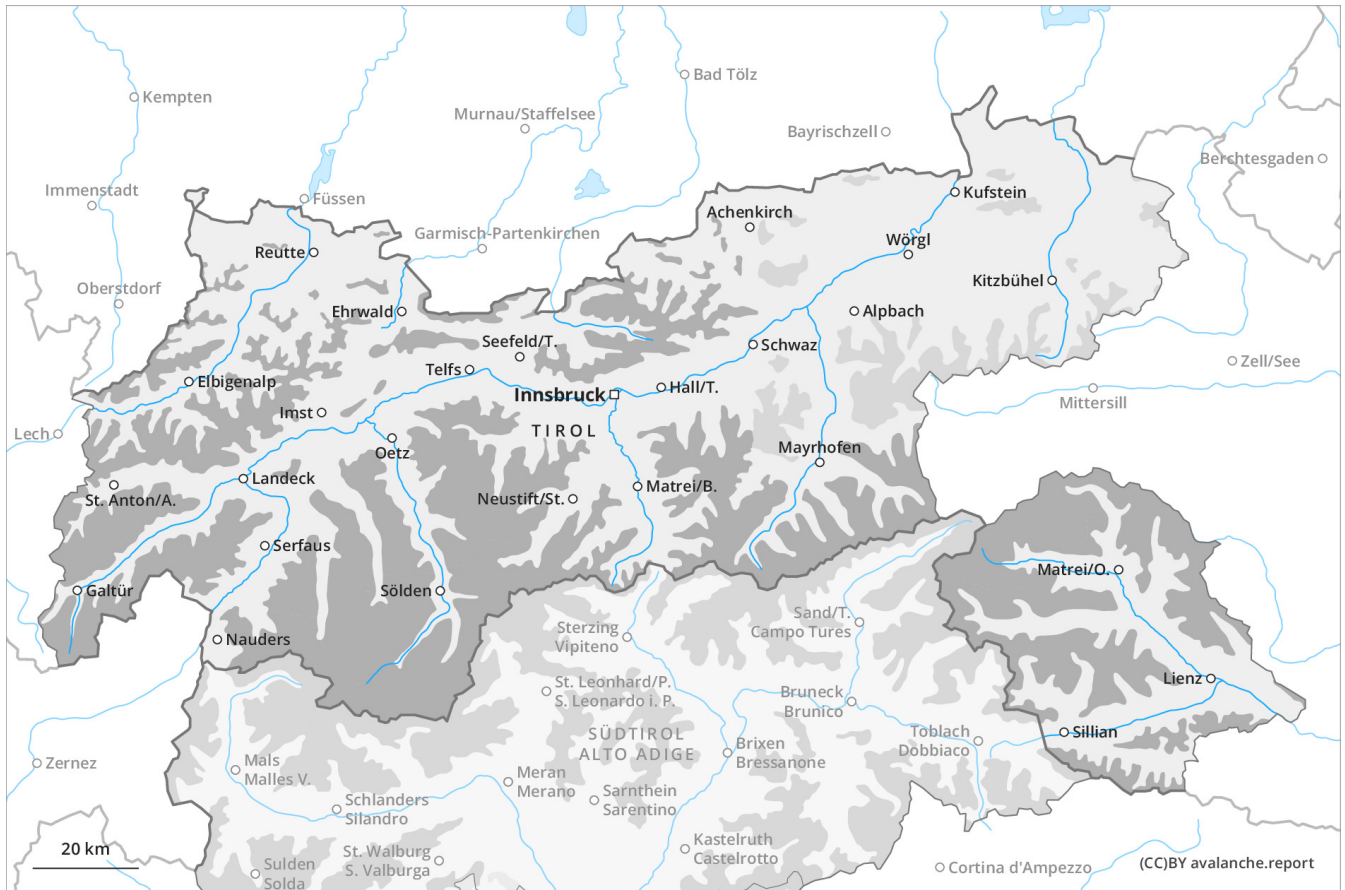 Bad Tölz
Kempten
Murnau/Staffelsee
Bayrischzell
Berchtesgaden
Immenstadt
Füssen
Kufstein
Achenkirch
Garmisch-Partenkirchen
Wörgl
Reutte
Kitzbühel
Oberstdorf
Ehrwald
Alpbach
Seefeld/T.
Schwaz
Zell/See
Telfs
Elbigenalp
Hall/T.
Innsbruck
Mittersill
Imst
TIROL
Lech
Oetz
Mayrhofen
Landeck
Matrei/B.
St. Anton/A.
Neustift/St.
Serfaus
Matrei/O.
Galtür
Sölden
Sand/T.
Campo Tures
Sterzing
Vipiteno
Nauders
Lienz
St. Leonhard/P.
S. Leonardo i. P.
Bruneck
Brunico
SÜDTIROL
ALTO ADIGE
Toblach
Dobbiaco
Sillian
Brixen
Bressanone
Zernez
Mals
Malles V.
Meran
Merano
Sarnthein
Sarentino
Schlanders
Silandro
Kastelruth
Castelrotto
20 km
St. Walburg
S. Valburga
Sulden
Solda
Cortina d'Ampezzo
(CC)BY avalanche.report